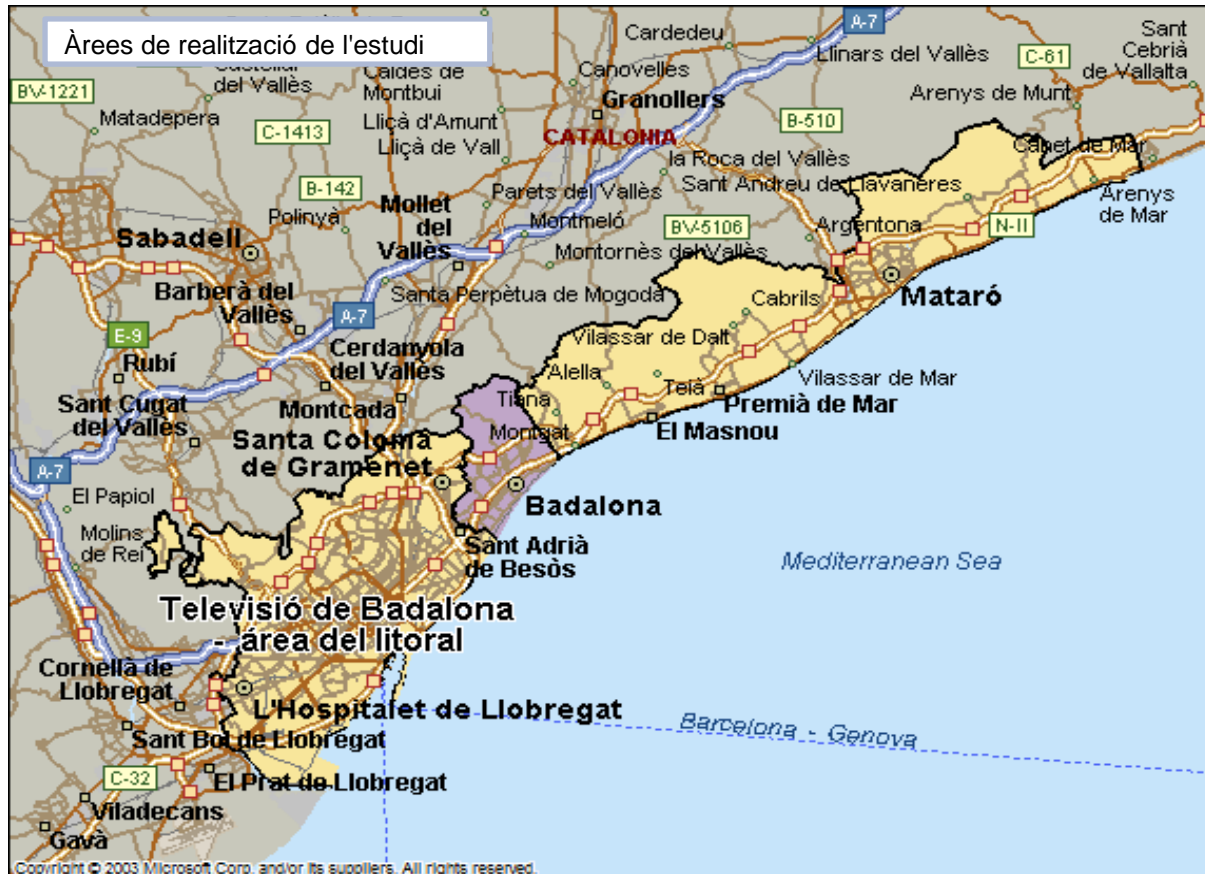 Àrees de realització de l'estudi
Cardedeu
A-7
Llinars del Vallès
C-61
Sant
Cebrià
de Vallalta
BV-1221
del Vallès
Caldes de
Montbui
Canovelles
Granollers
Arenys de Munt
Matadepera
C-1413
Lliçà d'Amunt
Lliçà de Vall
CATALONIA
B-510
Canet de Mar
la Roca del Vallès
B-142
Parets del Vallès
Sant Andreu de Llavaneres
Arenys
de Mar
Polinyà
Mollet
del
Vallès
Montmeló
BV-5106
Argentona
N-II
Sabadell
Montornès del Vallès
Barberà del
Vallès
Santa Perpètua de Mogoda
Cabrils
Mataró
A-7
E-9
Rubí
Cerdanyola
del Vallès
Vilassar de Dalt
Alella
Teià
Vilassar de Mar
Sant Cugat
del Vallès
Montcada
Tiana
Premià de Mar
Santa Coloma
de Gramenet
Montgat
El Masnou
A-7
El Papiol
Badalona
Molins
de Rei
Sant Adrià
de Besòs
Mediterranean Sea
Televisió de Badalona
- área del litoral
Cornellà de
Llobregat
L'Hospitalet de Llobregat
Barcelona - Genova
Sant Boi de Llobregat
C-32
El Prat de Llobregat
Viladecans
Gavà
Copyright © 2003 Microsoft Corp. and/or its suppliers. All rights reserved.